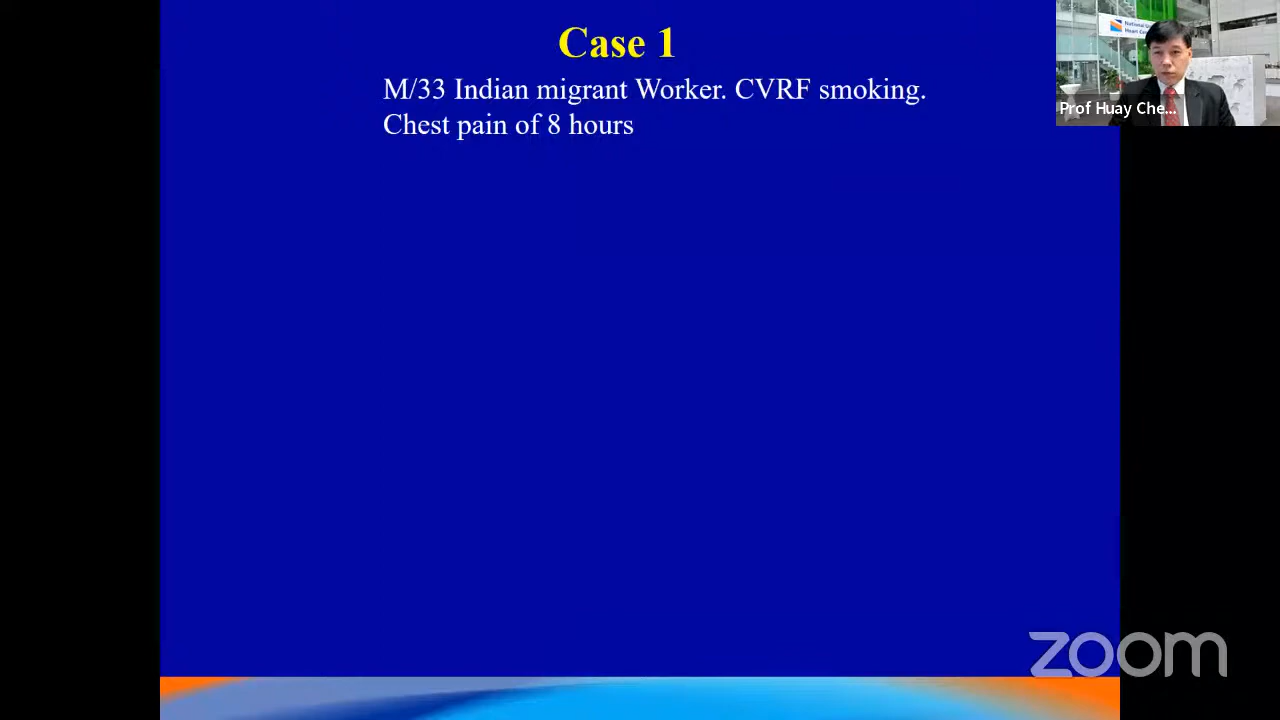 Case 1
M/33 Indian migrant Worker. CVRF smoking.
Chest pain of 8 hours
Prof Huay Che...
zoom